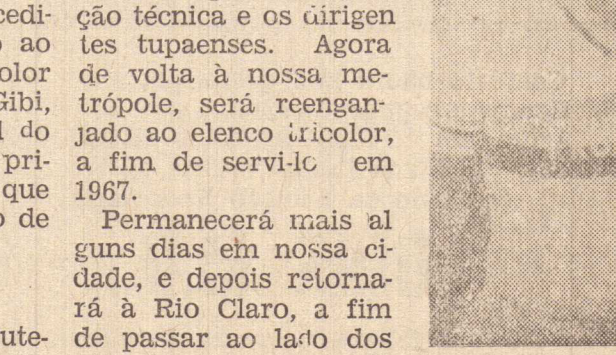 cedi-
ao
olor
Gibi,
l do
pri-
que
o de
ute-
ção técnica e os dirigen
tes tupaenses. Agora
de volta à nossa me-
trópole, será reengan-
jado ao elenco tricolor,
a fim de servi-lo em
1967.
Permanecerá mais al
guns dias em nossa ci-
dade, e depois retorna-
rá à Rio Claro, a fim
de passar ao lado dos